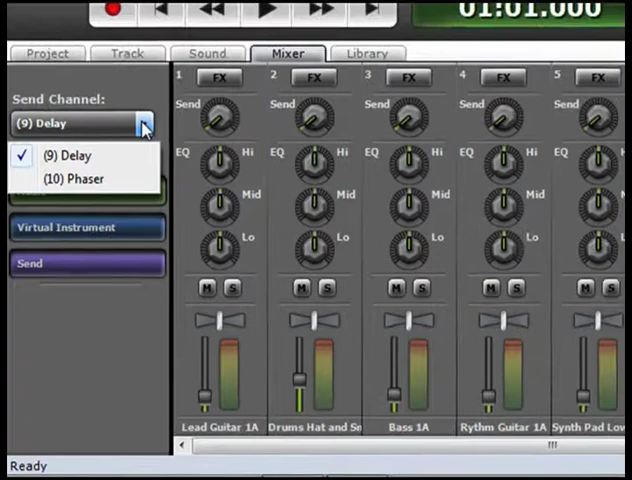 01:01.000
Project Track Sound Mixer Library
Send Channel:
(9) Delay
(9) Delay
(10) Phaser
Virtual Instrument
Send
1 FX 2 FX 3 FX 4 FX 5 FX
Send Send Send Send Send
EQ Hi EQ Hi EQ Hi EQ Hi EQ
Mid Mid Mid Mid
Lo Lo Lo Lo
M S M S M S M S M S
Lead Guitar 1A Drums Hat and Sn Bass 1A Rythm Guitar 1A Synth Pad Low
Ready